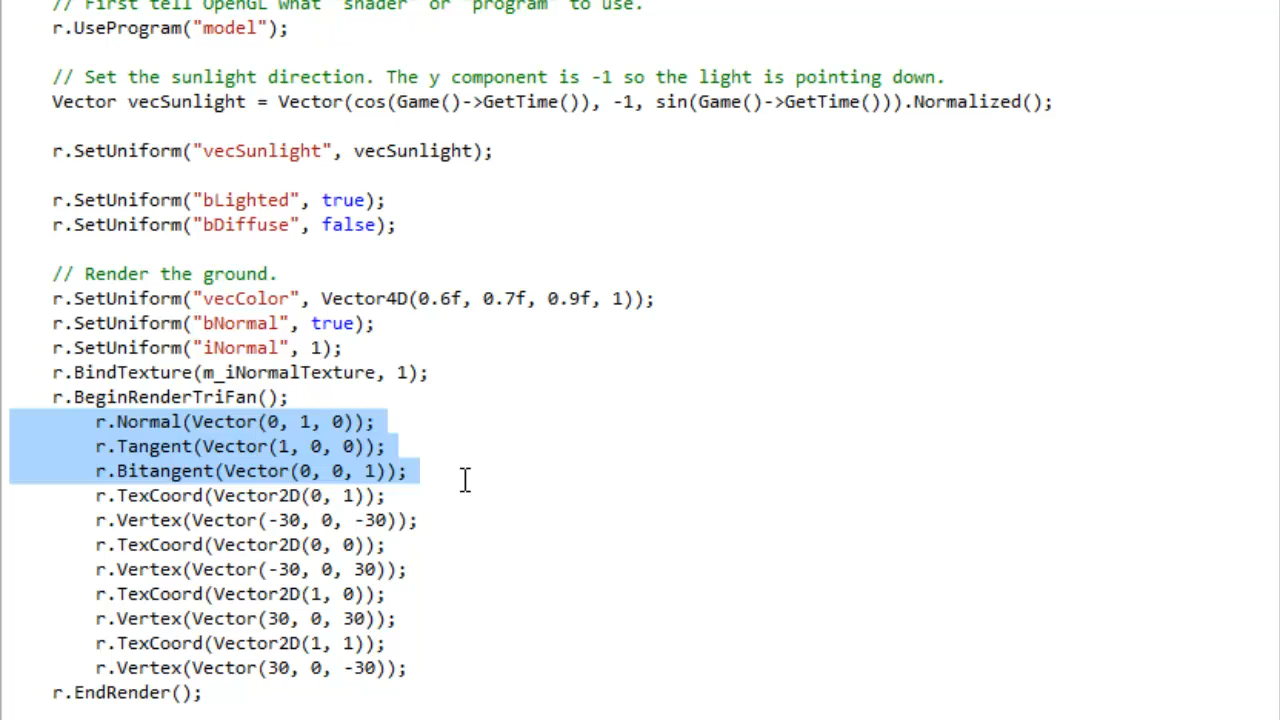 // First tell OpenGL what "shader" or "program" to use.
r.UseProgram("model");
// Set the sunlight direction. The y component is -1 so the light is pointing down.
Vector vecSunlight = Vector(cos(Game()->GetTime()), -1, sin(Game()->GetTime())).Normalized();
r.SetUniform("vecSunlight", vecSunlight);
r.SetUniform("bLighted", true);
r.SetUniform("bDiffuse", false);
// Render the ground.
r.SetUniform("vecColor", Vector4D(0.6f, 0.7f, 0.9f, 1));
r.SetUniform("bNormal", true);
r.SetUniform("iNormal", 1);
r.BindTexture(m_iNormalTexture, 1);
r.BeginRenderTriFan();
r.Normal(Vector(0, 1, 0));
r.Tangent(Vector(1, 0, 0));
r.Bitangent(Vector(0, 0, 1));
r.TexCoord(Vector2D(0, 1));
r.Vertex(Vector(-30, 0, -30));
r.TexCoord(Vector2D(0, 0));
r.Vertex(Vector(-30, 0, 30));
r.TexCoord(Vector2D(1, 0));
r.Vertex(Vector(30, 0, 30));
r.TexCoord(Vector2D(1, 1));
r.Vertex(Vector(30, 0, -30));
r.EndRender();